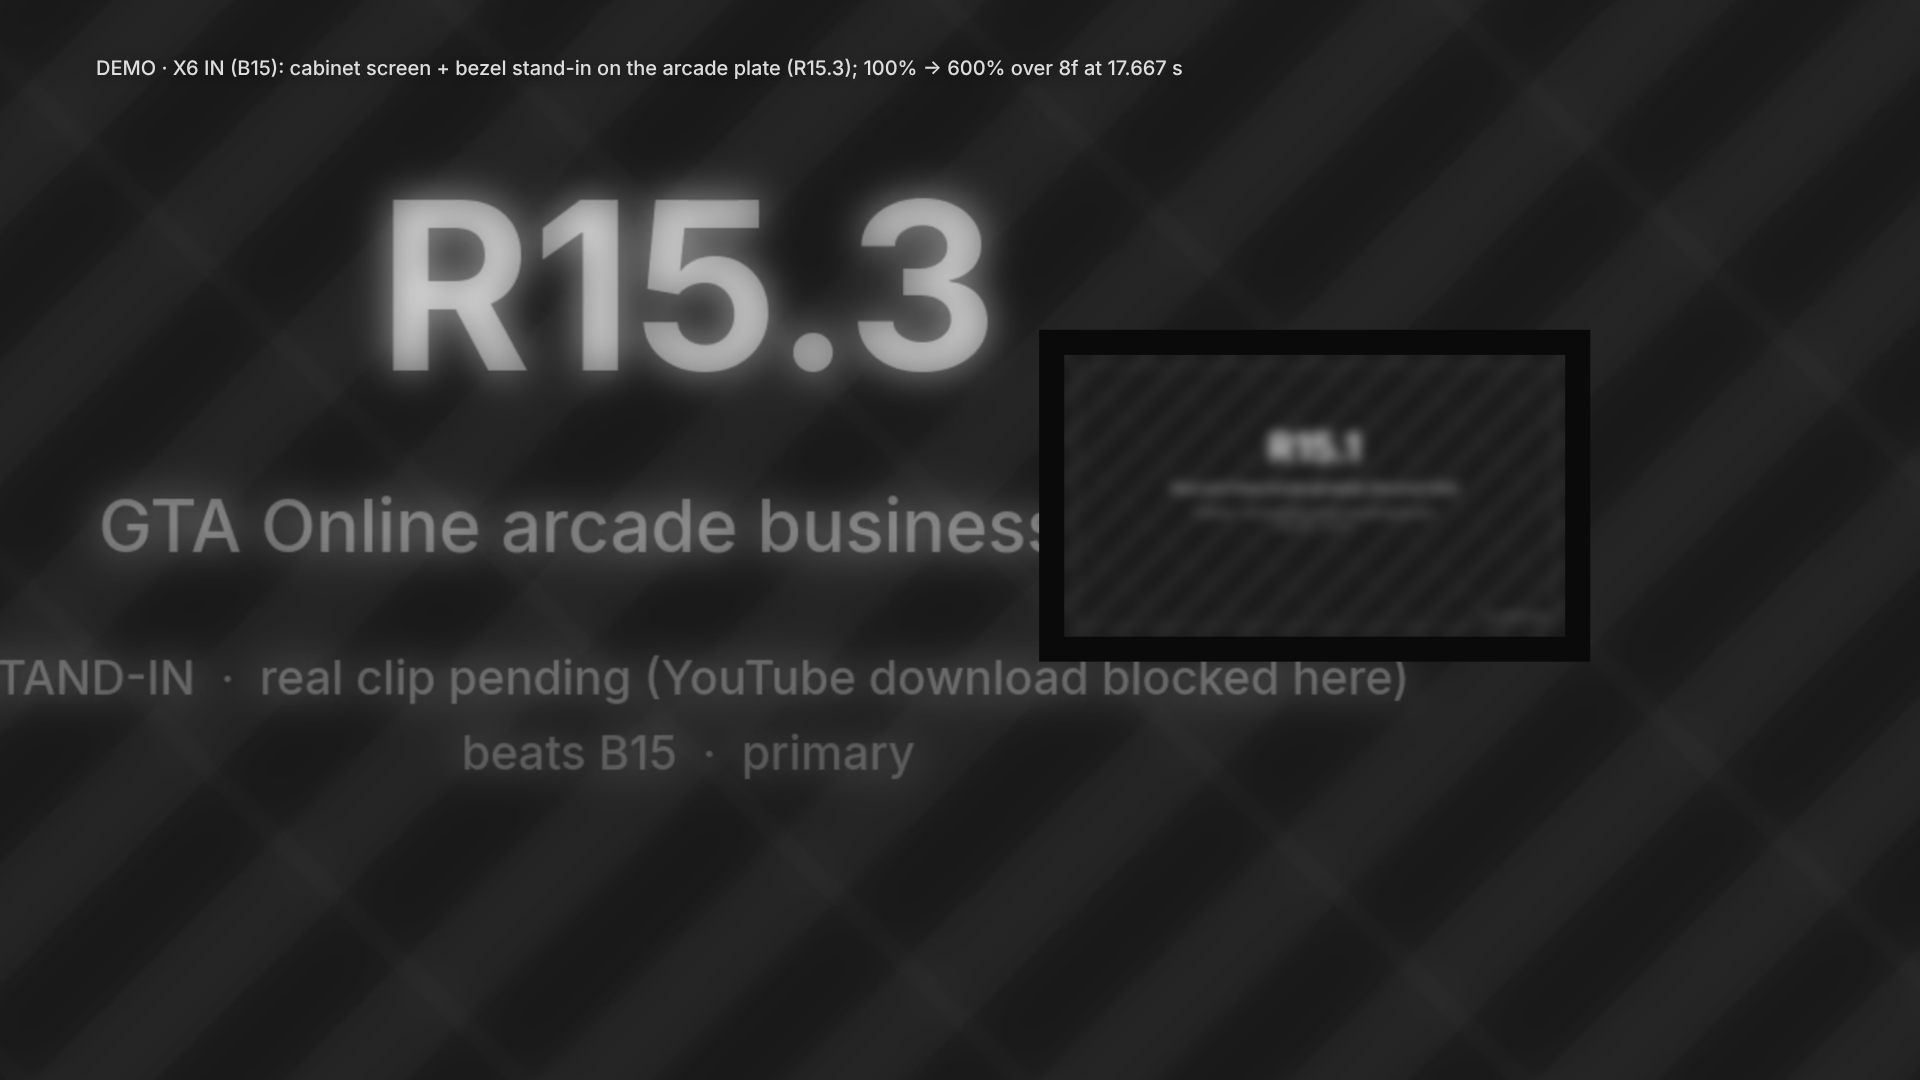 DEMO · X6 IN (B15): cabinet screen + bezel stand-in on the arcade plate (R15.3); 100% → 600% over 8f at 17.667 s
R15.3
GTA Online arcade business
R15.1
TAND-IN · real clip pending (YouTube download blocked here)
beats B15 · primary